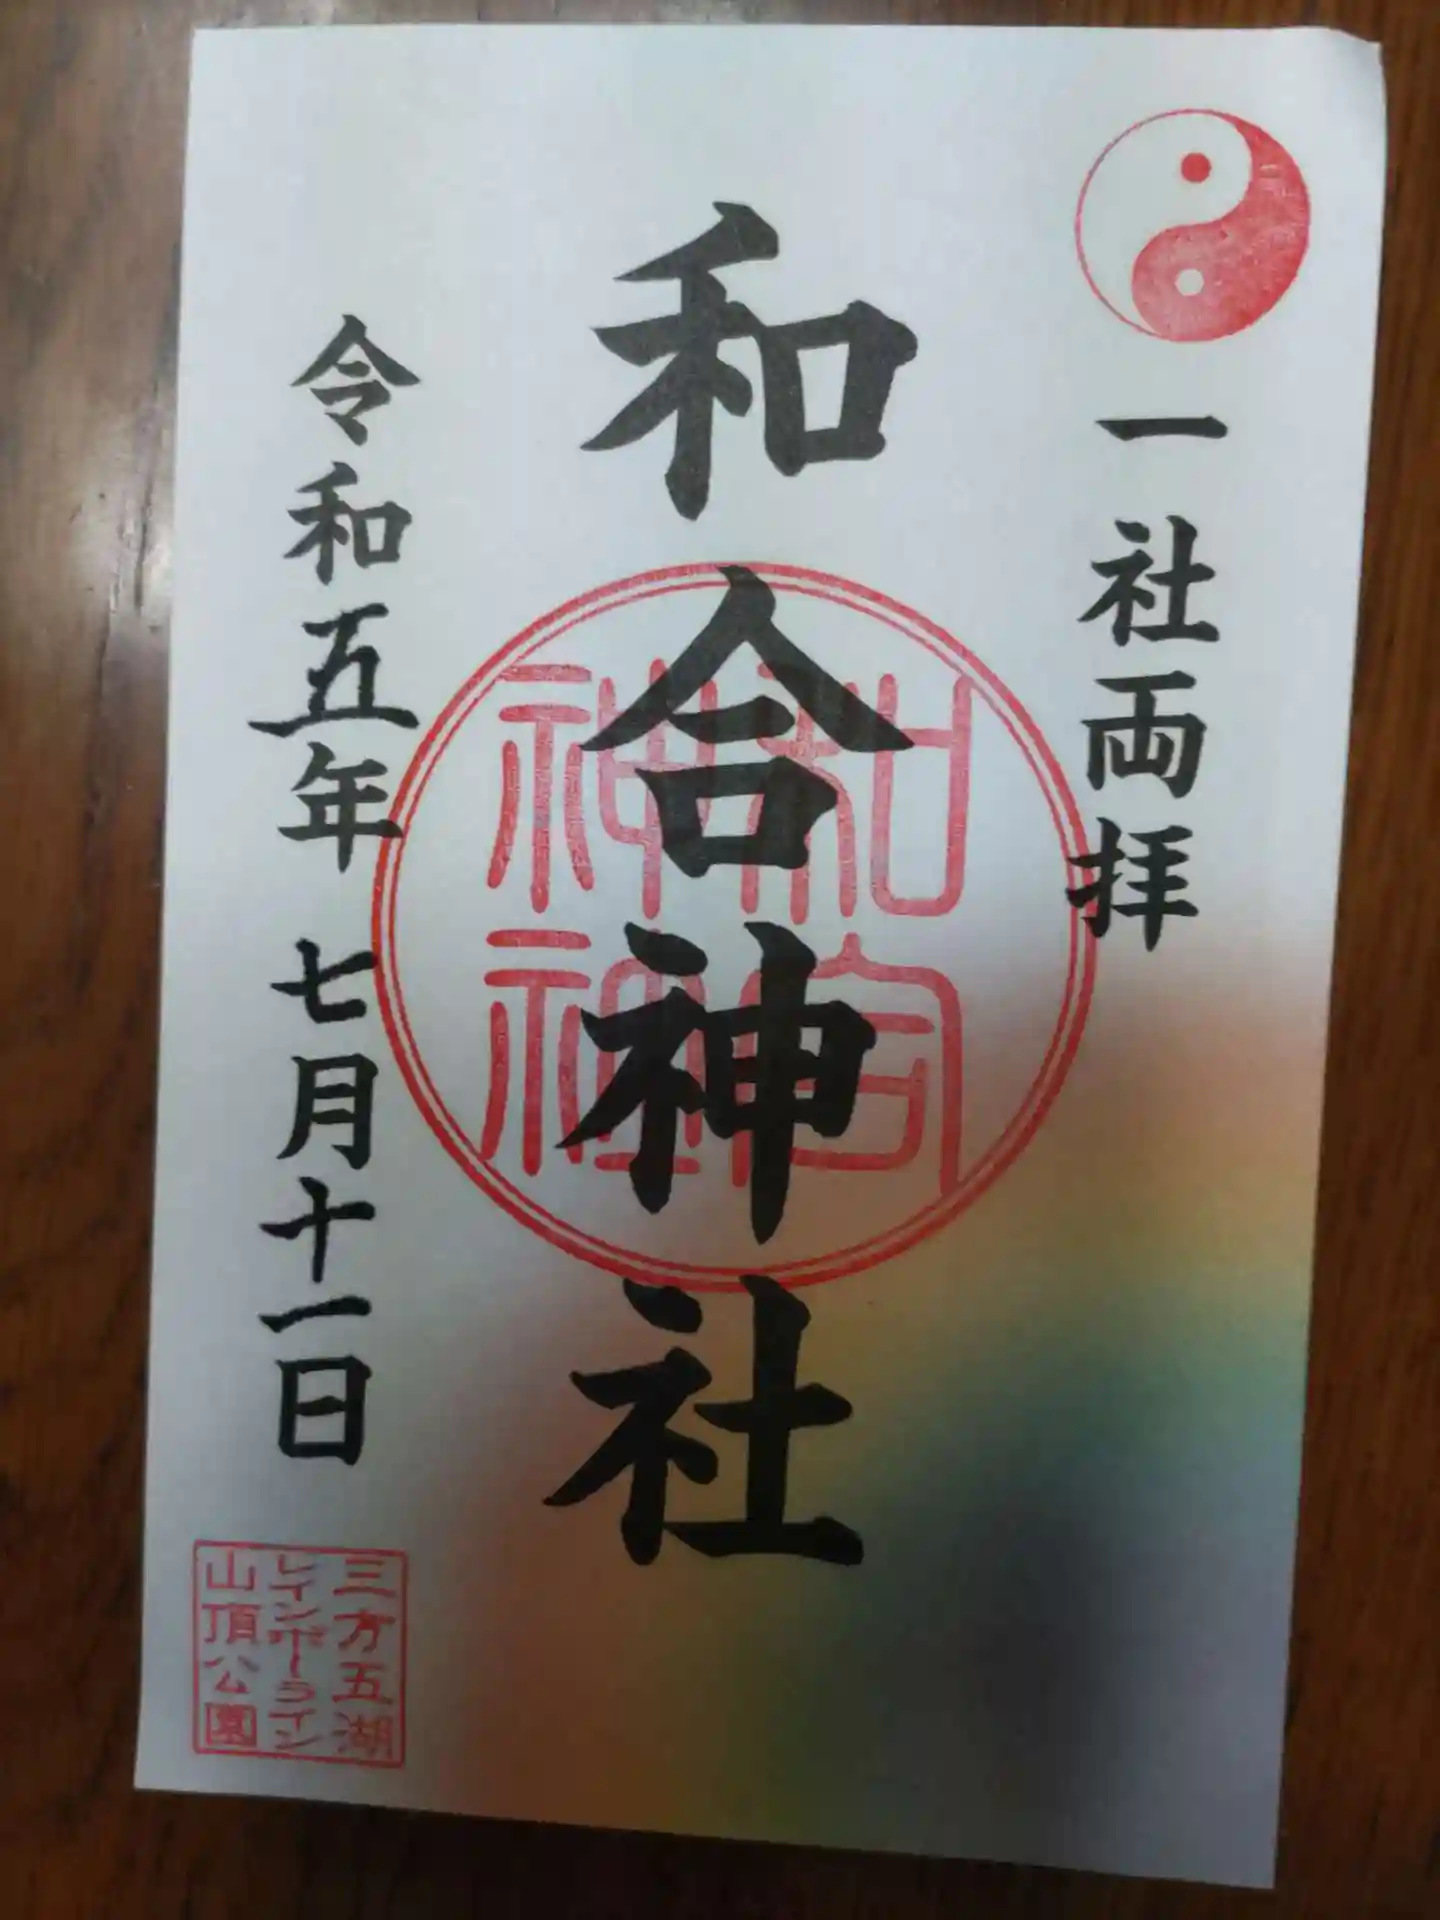 一社両拝
和合神社
和合神社
令和五年 七月十一日
三方五湖
レインボーライン
山頂公園